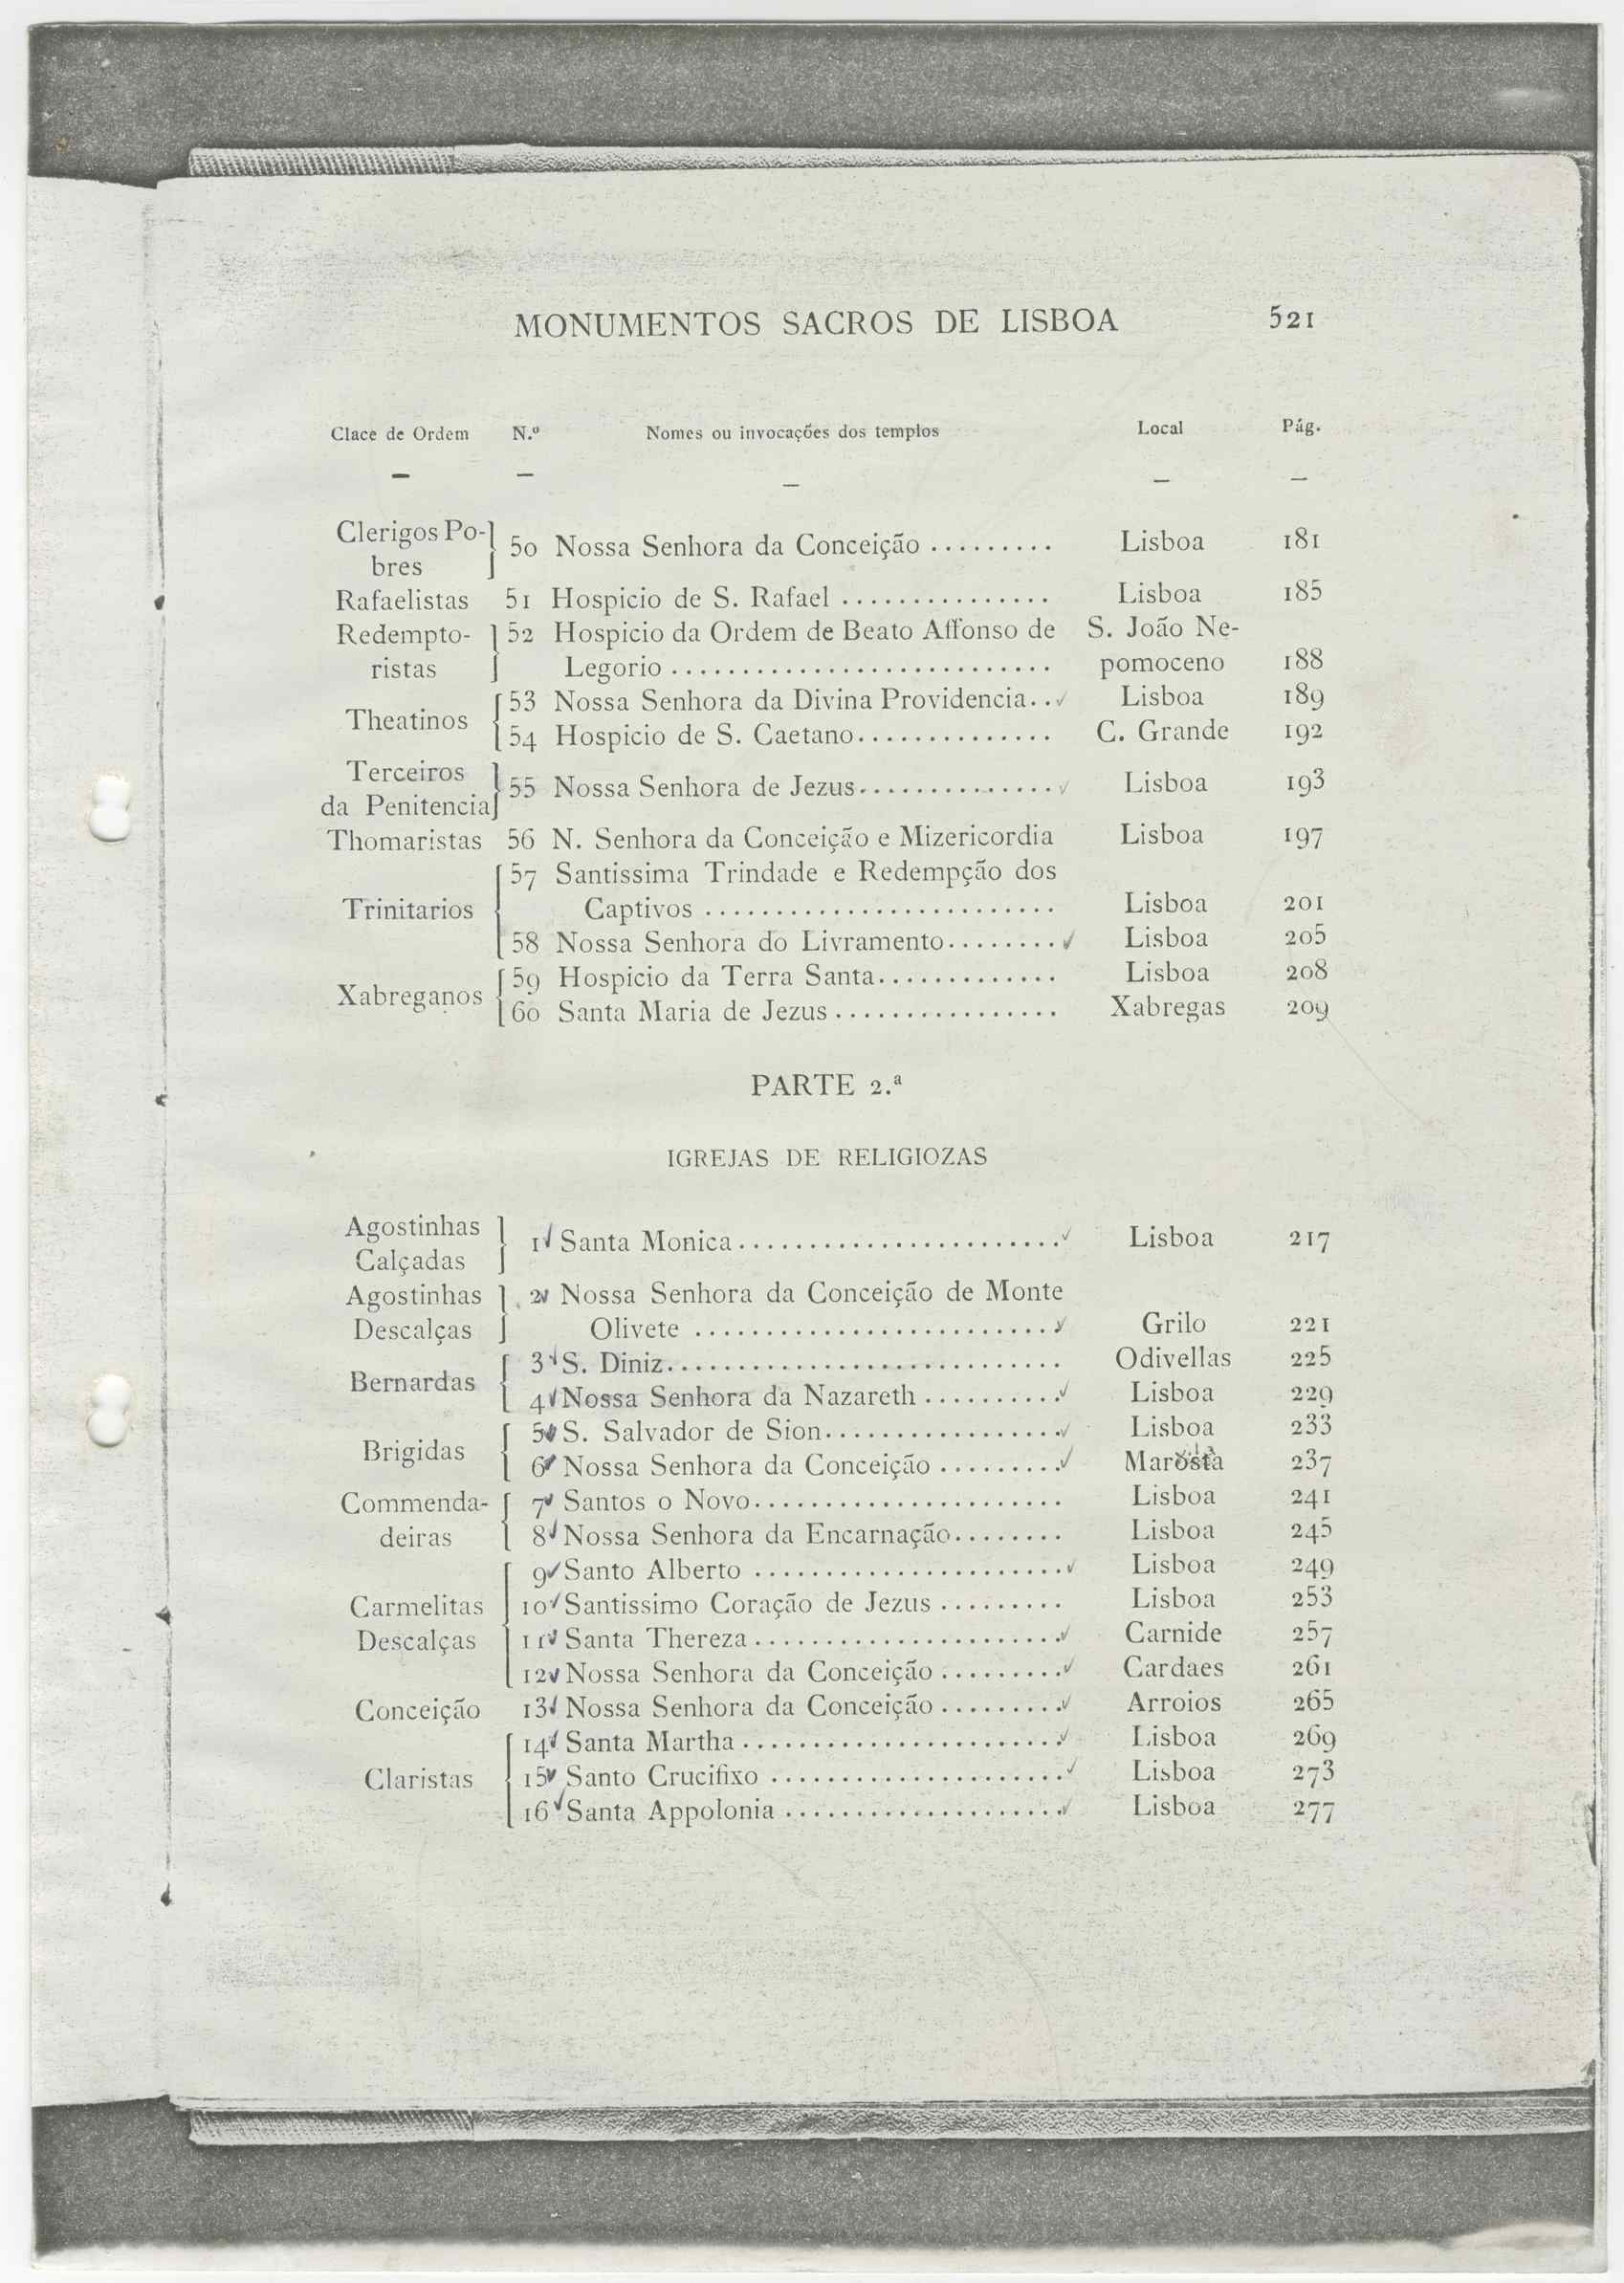 MONUMENTOS SACROS DE LISBOA 521
Clace de Ordem N.º Nomes ou invocações dos templos Local Pág.
Clerigos Po-
50 Nossa Senhora da Conceição ......... Lisboa 181
bres
Rafaelistas 51 Hospicio de S. Rafael ............... Lisboa 185
Redempto- 52 Hospicio da Ordem de Beato Affonso de S. João Ne-
ristas Legorio ........................... pomoceno 188
53 Nossa Senhora da Divina Providencia.. Lisboa 189
Theatinos
54 Hospicio de S. Caetano.............. C. Grande 192
Terceiros
55 Nossa Senhora de Jezus.............. Lisboa 193
da Penitencia
Thomaristas 56 N. Senhora da Conceição e Mizericordia Lisboa 197
57 Santissima Trindade e Redempção dos
Trinitarios Captivos ......................... Lisboa 201
58 Nossa Senhora do Livramento........ Lisboa 205
59 Hospicio da Terra Santa............. Lisboa 208
Xabreganos
60 Santa Maria de Jezus ................ Xabregas 209
PARTE 2.ª
IGREJAS DE RELIGIOZAS
Agostinhas
1 Santa Monica....................... Lisboa 217
Calçadas
Agostinhas 2 Nossa Senhora da Conceição de Monte
Descalças Olivete .......................... Grilo 221
3 S. Diniz............................ Odivellas 225
Bernardas
4 Nossa Senhora da Nazareth .......... Lisboa 229
5 S. Salvador de Sion................. Lisboa 233
Brigidas
6 Nossa Senhora da Conceição ......... 237
Commenda- 7 Santos o Novo...................... Lisboa 241
deiras 8 Nossa Senhora da Encarnação........ Lisboa 245
9 Santo Alberto ...................... Lisboa 249
Carmelitas 10 Santissimo Coração de Jezus ......... Lisboa 253
Descalças 11 Santa Thereza...................... Carnide 257
12 Nossa Senhora da Conceição ......... Cardaes 261
Conceição 13 Nossa Senhora da Conceição ......... Arroios 265
14 Santa Martha....................... Lisboa 269
Claristas 15 Santo Crucifixo ..................... Lisboa 273
16 Santa Appolonia .................... Lisboa 277